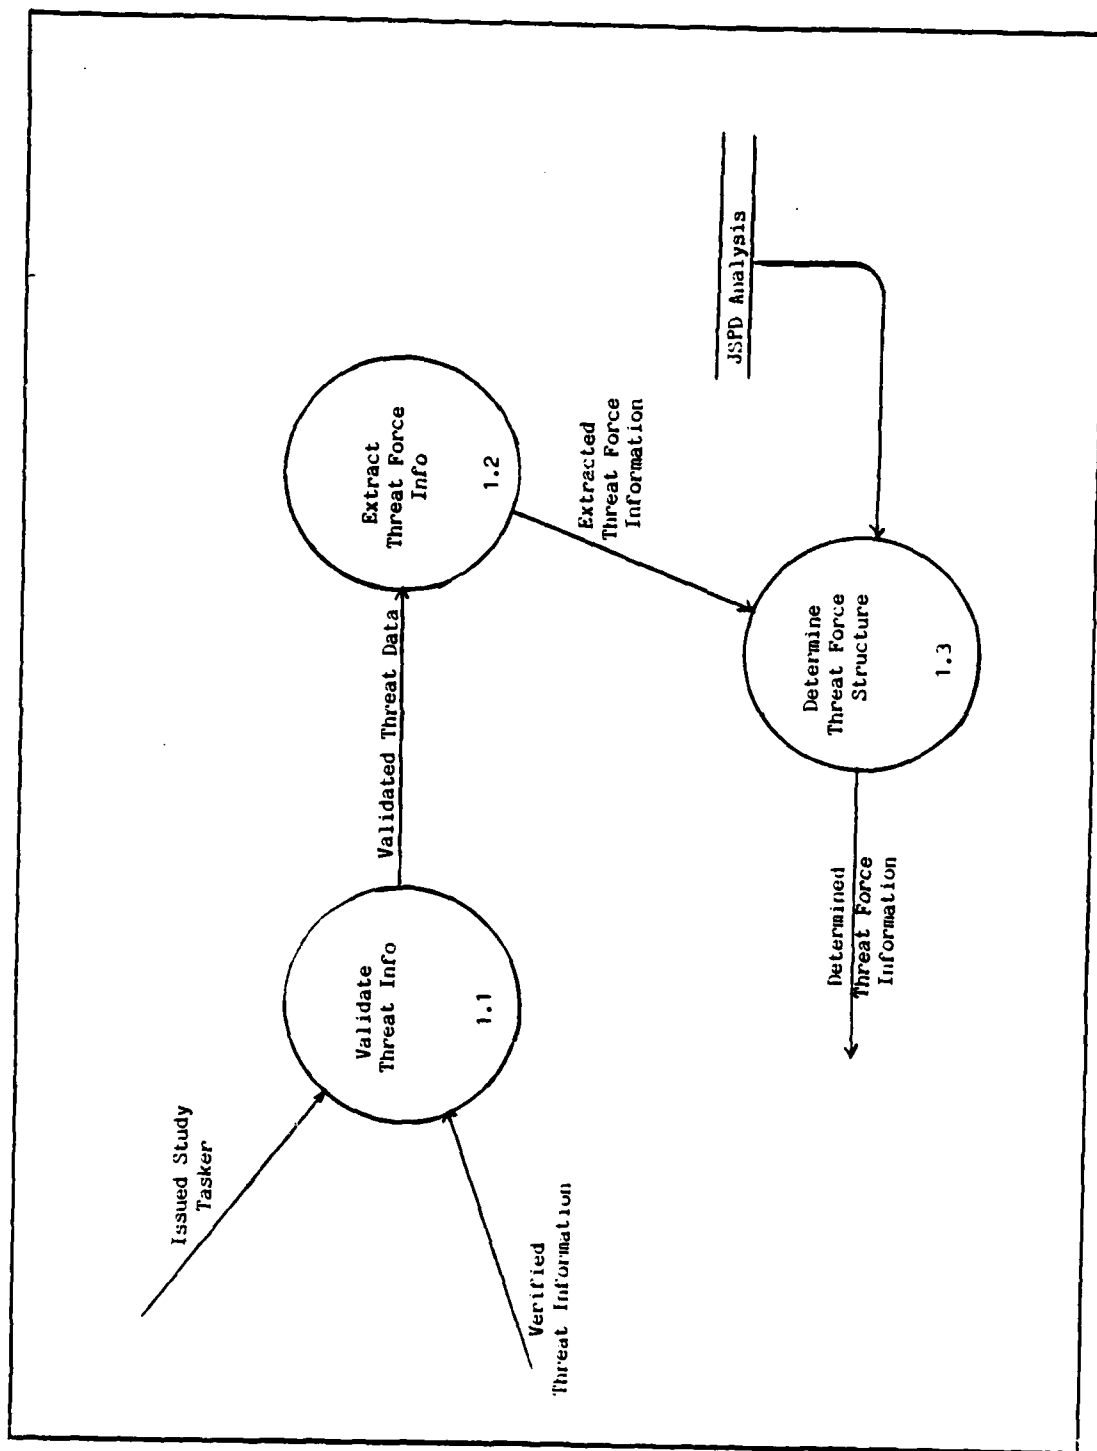 Issued Study
Tasker
Verified
Threat Information
Validate
Threat Info
1.1
Validated Threat Data
Extract
Threat Force
Info
1.2
Extracted
Threat Force
Information
JSPD Analysis
Determine
Threat Force
Structure
1.3
Determined
Threat Force
Information